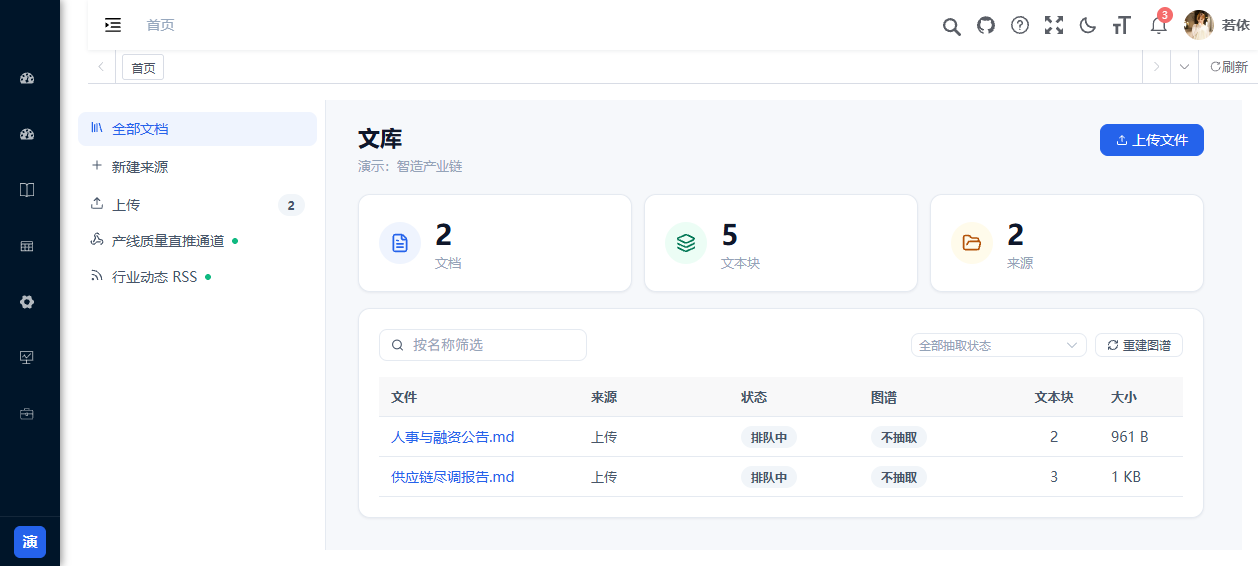 首页
3
若依
首页
刷新
全部文档
新建来源
上传
2
产线质量直推通道
行业动态 RSS
文库
演示：智造产业链
上传文件
2
文档
5
文本块
2
来源
按名称筛选
全部抽取状态
重建图谱
文件 来源 状态 图谱 文本块 大小
人事与融资公告.md 上传 排队中 不抽取 2 961 B
供应链尽调报告.md 上传 排队中 不抽取 3 1 KB
演